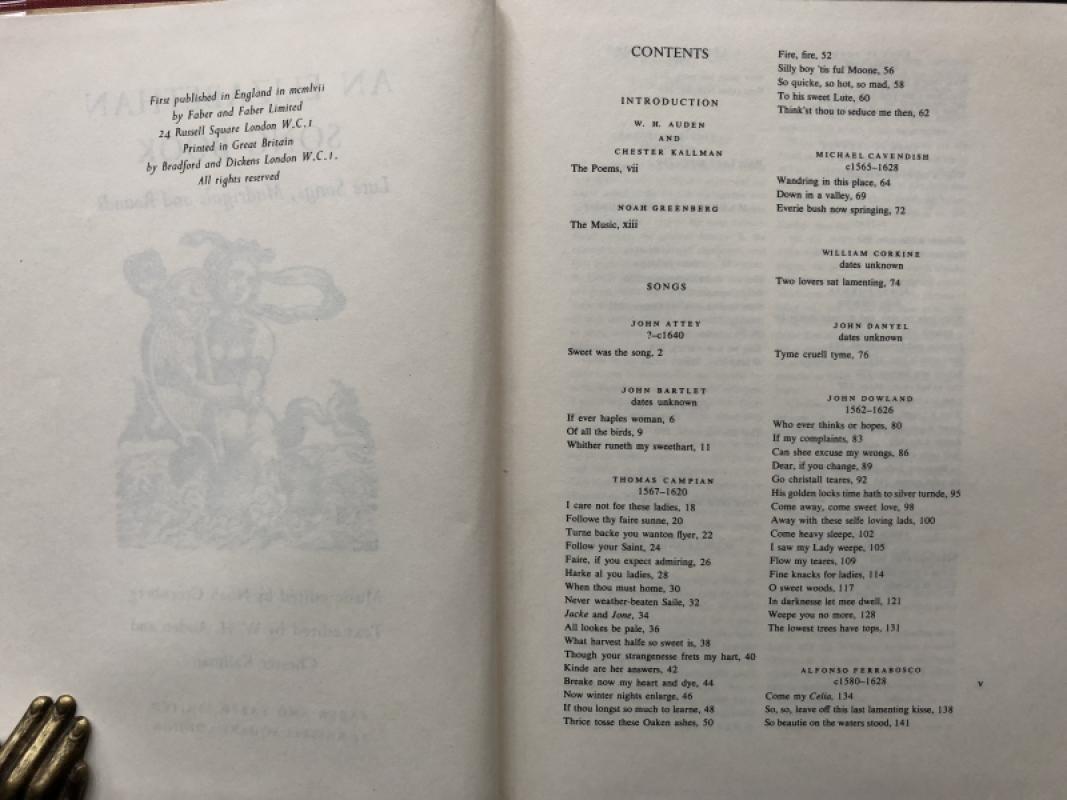 First published in England in mcmlvii
by Faber and Faber Limited
24 Russell Square London W.C.1
Printed in Great Britain
by Bradford and Dickens London W.C.1.
All rights reserved
CONTENTS
INTRODUCTION
W. H. AUDEN
AND
CHESTER KALLMAN
The Poems, vii
NOAH GREENBERG
The Music, xiii
SONGS
JOHN ATTEY
?–c1640
Sweet was the song, 2
JOHN BARTLET
dates unknown
If ever haples woman, 6
Of all the birds, 9
Whither runeth my sweethart, 11
THOMAS CAMPIAN
1567–1620
I care not for these ladies, 18
Followe thy faire sunne, 20
Turne backe you wanton flyer, 22
Follow your Saint, 24
Faire, if you expect admiring, 26
Harke al you ladies, 28
When thou must home, 30
Never weather-beaten Saile, 32
Jacke and Jone, 34
All lookes be pale, 36
What harvest halfe so sweet is, 38
Though your strangenesse frets my hart, 40
Kinde are her answers, 42
Breake now my heart and dye, 44
Now winter nights enlarge, 46
If thou longst so much to learne, 48
Thrice tosse these Oaken ashes, 50
Fire, fire, 52
Silly boy 'tis ful Moone, 56
So quicke, so hot, so mad, 58
To his sweet Lute, 60
Think'st thou to seduce me then, 62
MICHAEL CAVENDISH
c1565–1628
Wandring in this place, 64
Down in a valley, 69
Everie bush now springing, 72
WILLIAM CORKINE
dates unknown
Two lovers sat lamenting, 74
JOHN DANYEL
dates unknown
Tyme cruell tyme, 76
JOHN DOWLAND
1562–1626
Who ever thinks or hopes, 80
If my complaints, 83
Can shee excuse my wrongs, 86
Dear, if you change, 89
Go christall teares, 92
His golden locks time hath to silver turnde, 95
Come away, come sweet love, 98
Away with these selfe loving lads, 100
Come heavy sleepe, 102
I saw my Lady weepe, 105
Flow my teares, 109
Fine knacks for ladies, 114
O sweet woods, 117
In darknesse let mee dwell, 121
Weepe you no more, 128
The lowest trees have tops, 131
ALFONSO FERRABOSCO
c1580–1628
Come my Celia, 134
So, so, leave off this last lamenting kisse, 138
So beautie on the waters stood, 141
v